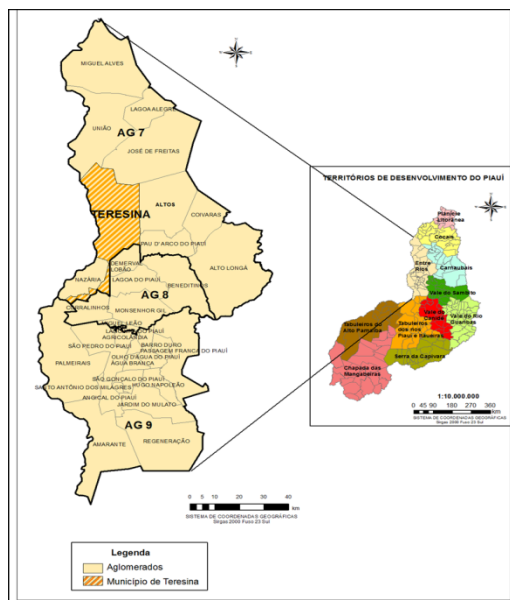 MIGUEL ALVES
LAGOA ALEGRE
UNIÃO
AG 7
JOSÉ DE FREITAS
TERESINA
ALTOS
COIVARAS
PAU D'ARCO DO PIAUÍ
ALTO LONGÁ
DEMERVAL
LOBÃO
NAZÁRIA
LAGOA DO PIAUÍ
BENEDITINOS
AG 8
CURRALINHOS
MONSENHOR GIL
MIGUEL LEÃO
AGRICOLÂNDIA
SÃO PEDRO DO PIAUÍ
BARRO DURO
PASSAGEM FRANCA DO PIAUÍ
OLHO D'ÁGUA DO PIAUÍ
ÁGUA BRANCA
PALMEIRAIS
SÃO GONÇALO DO PIAUÍ
SANTO ANTÔNIO DOS MILAGRES
HUGO NAPOLEÃO
ANGICAL DO PIAUÍ
JARDIM DO MULATO
AG 9
AMARANTE
REGENERAÇÃO
0 5 10 20 30 40
km
SISTEMA DE COORDENADAS GEOGRÁFICAS
Sirgas 2000 Fuso 23 Sul
Legenda
Aglomerados
Município de Teresina
TERRITÓRIOS DE DESENVOLVIMENTO DO PIAUÍ
Planície
Litorânea
Cocais
Entre
Rios
Carnaubais
Vale do Sambito
Vale do
Canindé
Vale do Rio
Guaribas
Tabuleiros do
Alto Parnaíba
Tabuleiros
dos rios
Piauí e Itaueiras
Serra da Capivara
Chapada das
Mangabeiras
1:10.000.000
0 45 90 180 270 360
km
SISTEMA DE COORDENADAS GEOGRÁFICAS
Sirgas 2000 Fuso 23 Sul